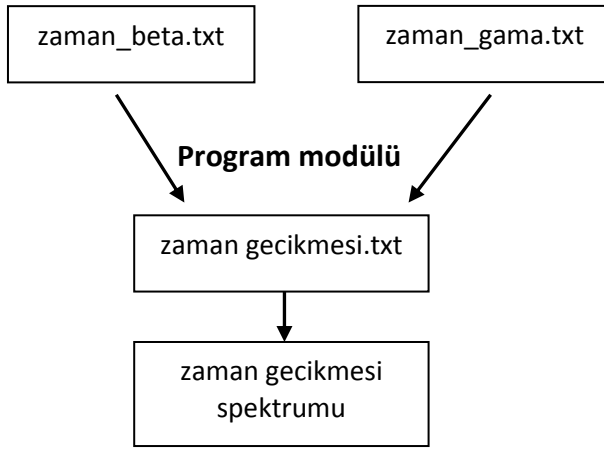 zaman_beta.txt
zaman_gama.txt
Program modülü
zaman gecikmesi.txt
zaman gecikmesi
spektrumu